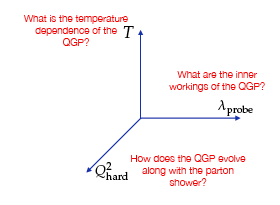 What is the temperature
dependence of the
QGP?
T
What are the inner
workings of the QGP?
λprobe
Q²hard
How does the QGP evolve
along with the parton
shower?